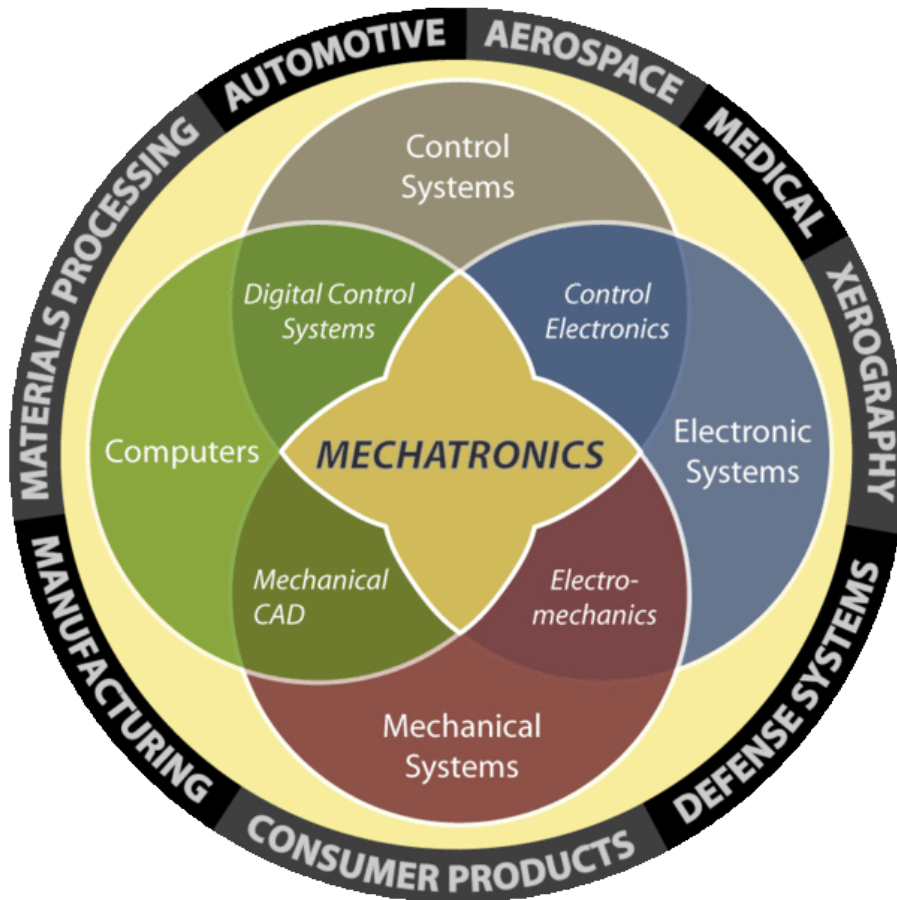 AUTOMOTIVE
AEROSPACE
MEDICAL
XEROGRAPHY
DEFENSE SYSTEMS
CONSUMER PRODUCTS
MANUFACTURING
MATERIALS PROCESSING
Control
Systems
Digital Control
Systems
Control
Electronics
Computers
MECHATRONICS
Electronic
Systems
Mechanical
CAD
Electro-
mechanics
Mechanical
Systems